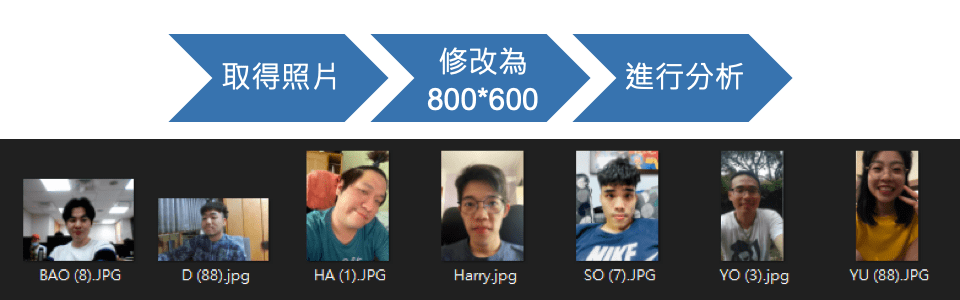 取得照片
修改為
800*600
進行分析
NIKE
BAO (8).JPG
D (88).jpg
HA (1).JPG
Harry.jpg
SO (7).JPG
YO (3).jpg
YU (88).JPG